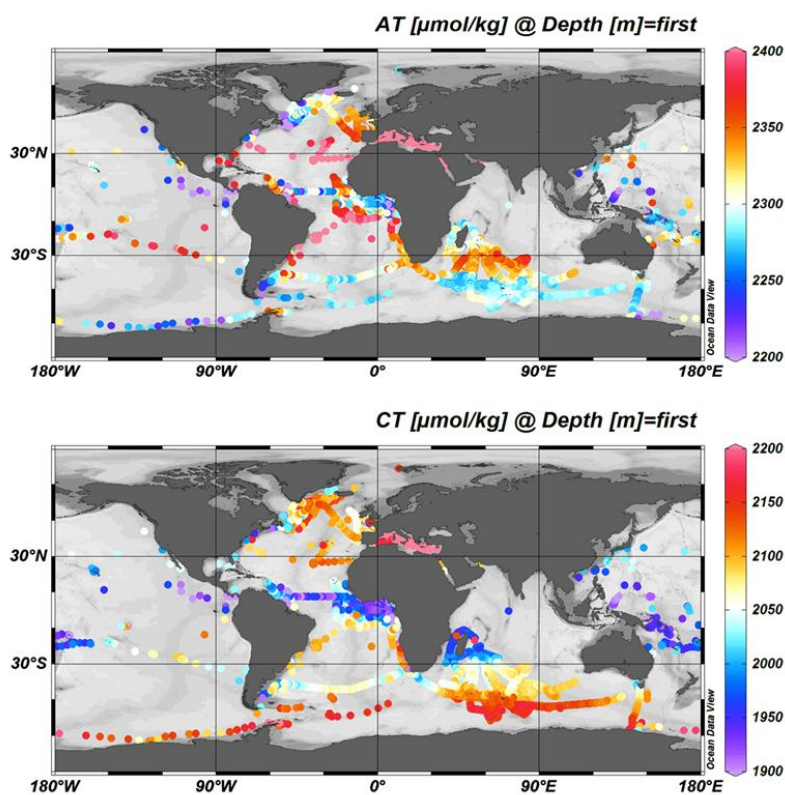 AT [µmol/kg] @ Depth [m]=first
2400
2350
2300
2250
2200
30°N
30°S
Ocean Data View
180°W
90°W
0°
90°E
180°E
CT [µmol/kg] @ Depth [m]=first
2200
2150
2100
2050
2000
1950
1900
30°N
30°S
Ocean Data View
180°W
90°W
0°
90°E
180°E